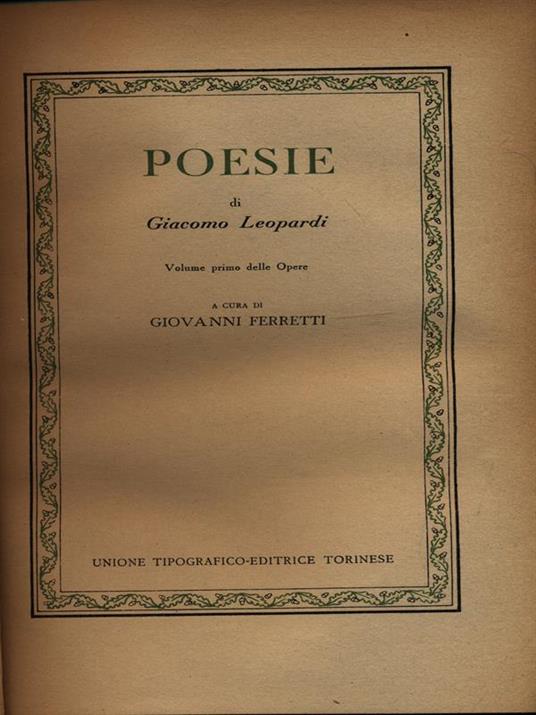 POESIE
di
Giacomo Leopardi
Volume primo delle Opere
A CURA DI
GIOVANNI FERRETTI
UNIONE TIPOGRAFICO-EDITRICE TORINESE